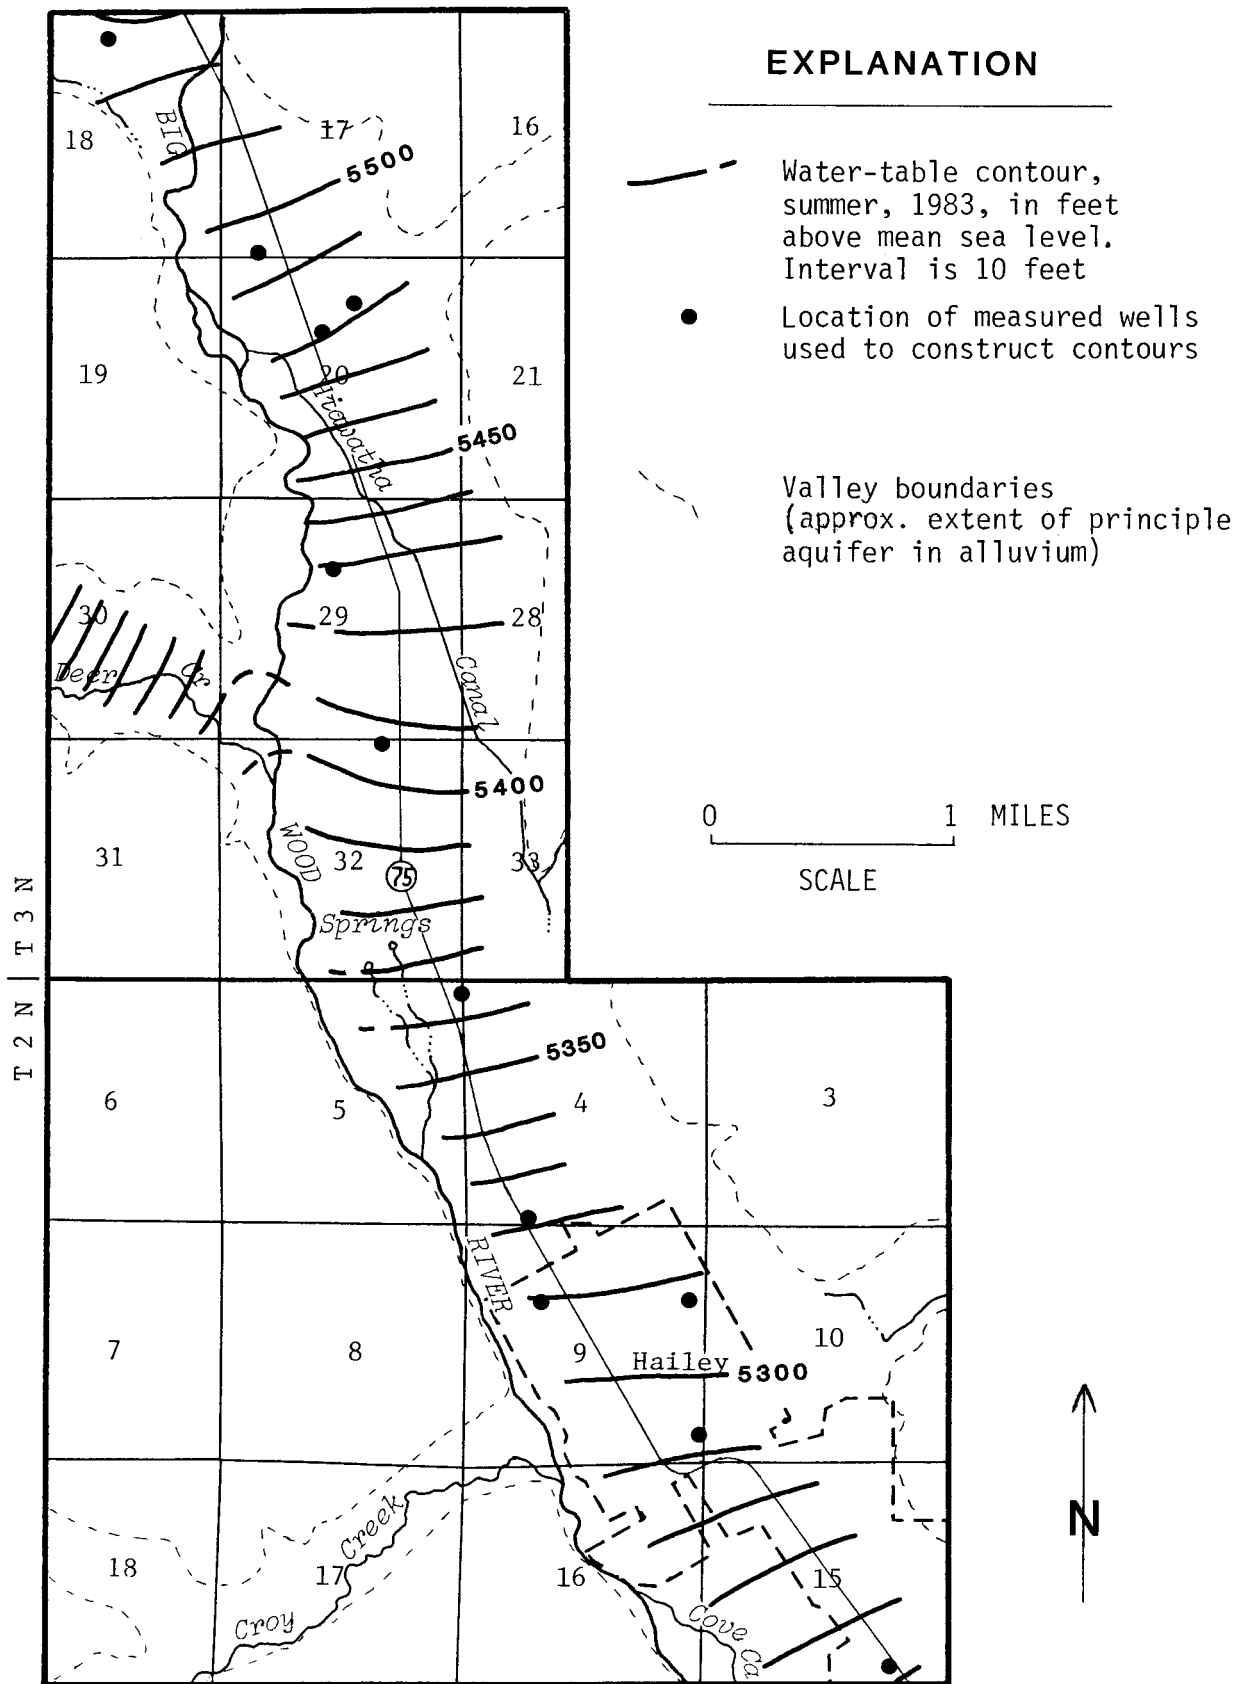 EXPLANATION
Water-table contour,
summer, 1983, in feet
above mean sea level.
Interval is 10 feet
Location of measured wells
used to construct contours
Valley boundaries
(approx. extent of principle
aquifer in alluvium)
0 1 MILES
SCALE
N
18
BIG
17
16
5500
19
20
21
Hiawatha
5450
30
29
28
Deer Cr
Canal
5400
31
WOOD
32
75
33
Springs
T 3 N
T 2 N
5350
6
5
4
3
RIVER
7
8
9
10
Hailey
5300
Creek
18
17
16
15
Croy
Cove Ca